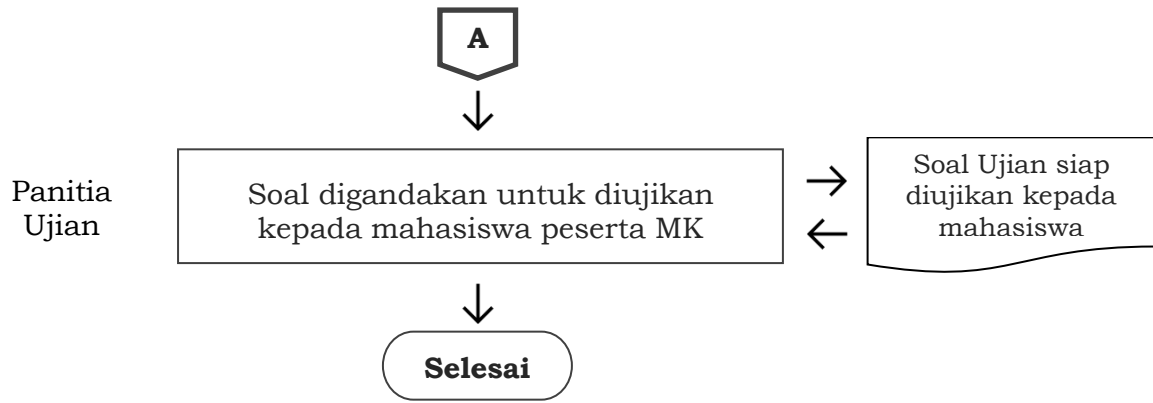 A
Panitia
Ujian
Soal digandakan untuk diujikan
kepada mahasiswa peserta MK
Soal Ujian siap
diujikan kepada
mahasiswa
Selesai